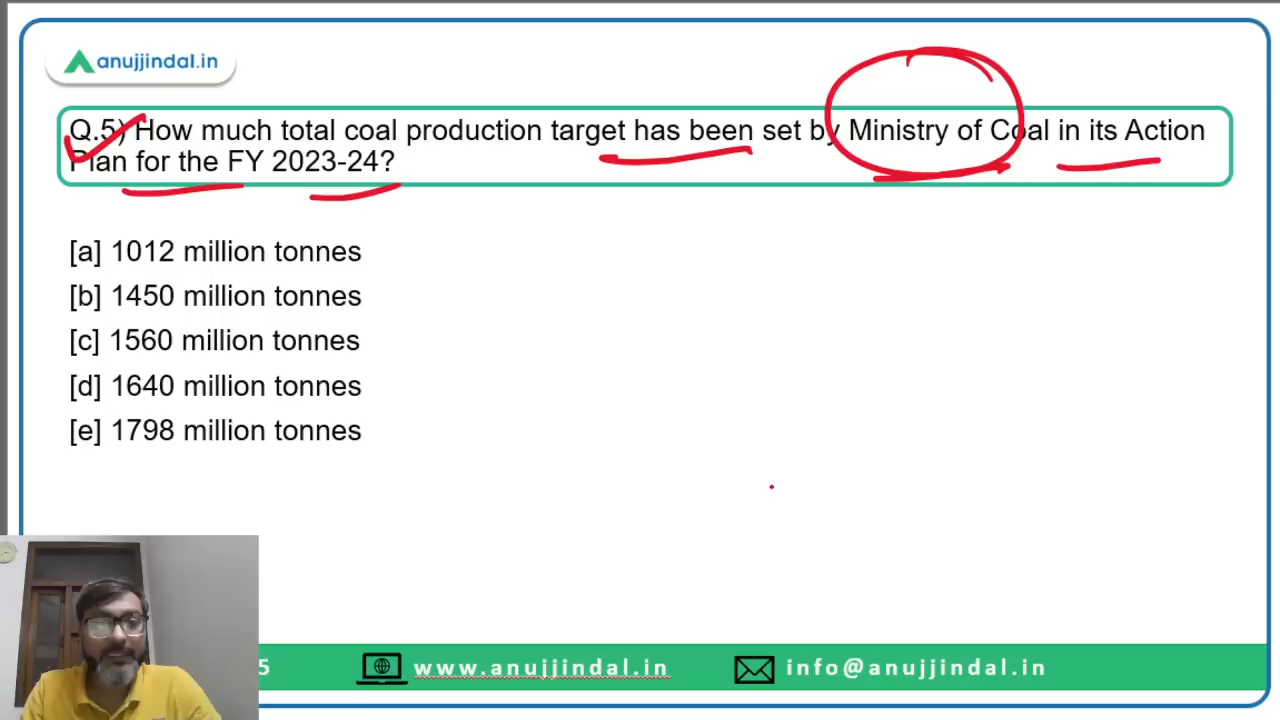 anujjindal.in
Q.5) How much total coal production target has been set by Ministry of Coal in its Action
Plan for the FY 2023-24?
[a] 1012 million tonnes
[b] 1450 million tonnes
[c] 1560 million tonnes
[d] 1640 million tonnes
[e] 1798 million tonnes
5 www.anujjindal.in info@anujjindal.in